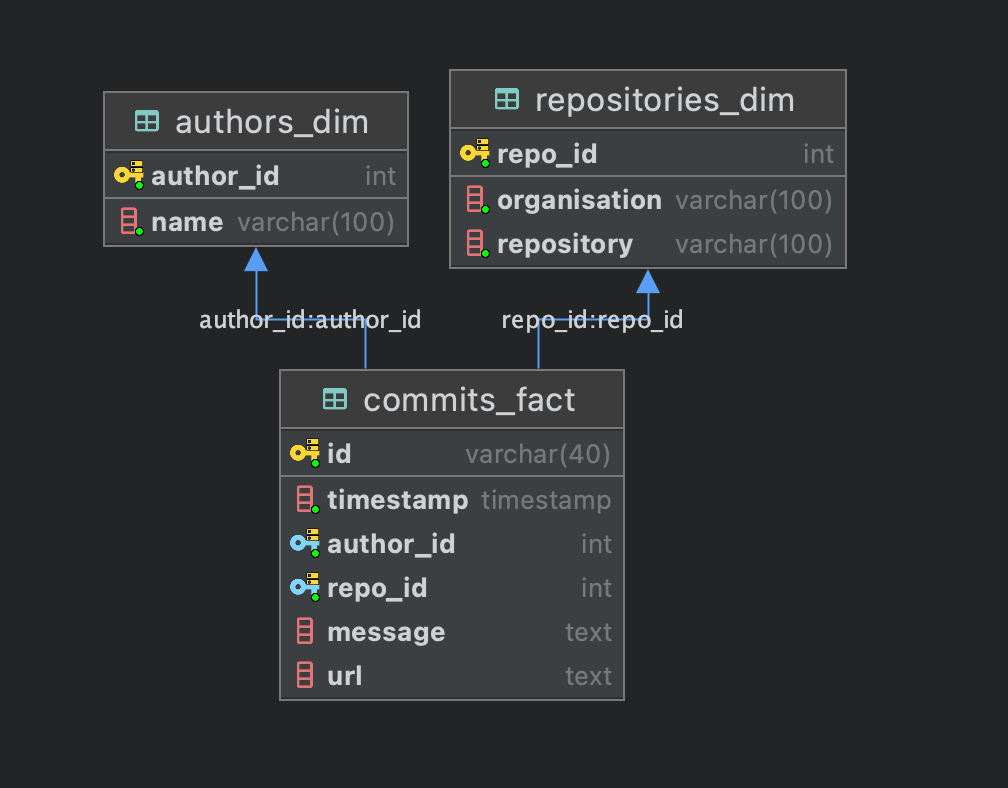 authors_dim
author_id int
name varchar(100)
repositories_dim
repo_id int
organisation varchar(100)
repository varchar(100)
author_id:author_id
repo_id:repo_id
commits_fact
id varchar(40)
timestamp timestamp
author_id int
repo_id int
message text
url text